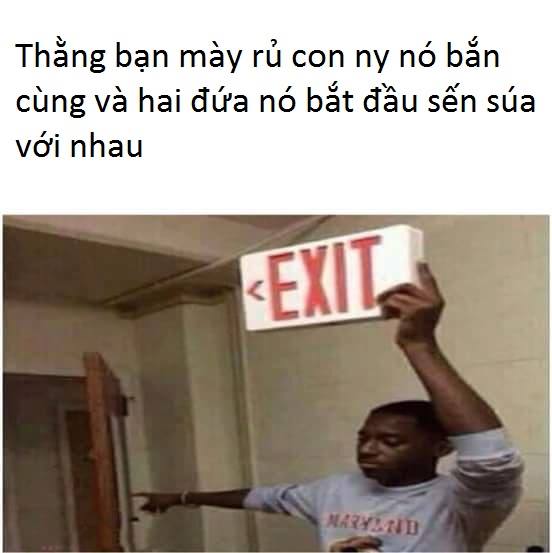 Thằng bạn mày rủ con ny nó bắn
cùng và hai đứa nó bắt đầu sến súa
với nhau
<EXIT
MARYLAND